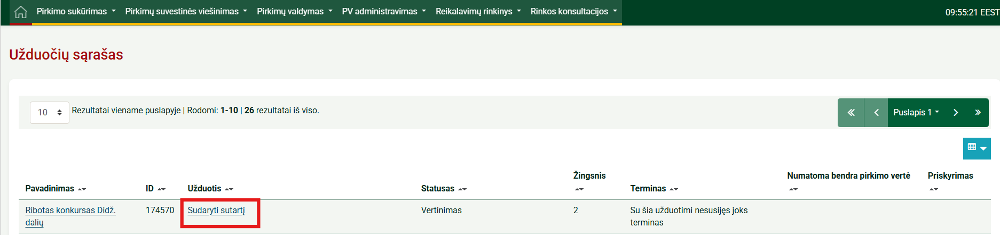 Pirkimo sukūrimas Pirkimų suvestinės viešinimas Pirkimų valdymas PV administravimas Reikalavimų rinkinys Rinkos konsultacijos 09:55:21 EEST
Užduočių sąrašas
10 Rezultatai viename puslapyje | Rodomi: 1-10 | 26 rezultatai iš viso. Puslapis 1
Pavadinimas ID Užduotis Statusas Žingsnis Terminas Numatoma bendra pirkimo vertė Priskyrimas
Ribotas konkursas Didž. 174570 Sudaryti sutartį Vertinimas 2 Su šia užduotimi nesusijęs joks
dalių terminas